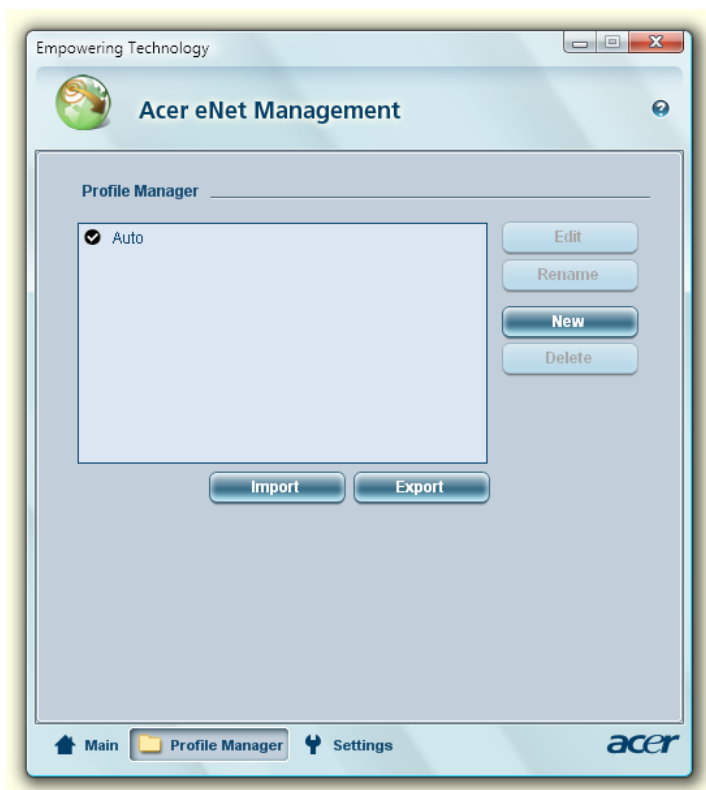 Empowering Technology
Acer eNet Management
Profile Manager
Auto
Edit
Rename
New
Delete
Import Export
Main Profile Manager Settings acer